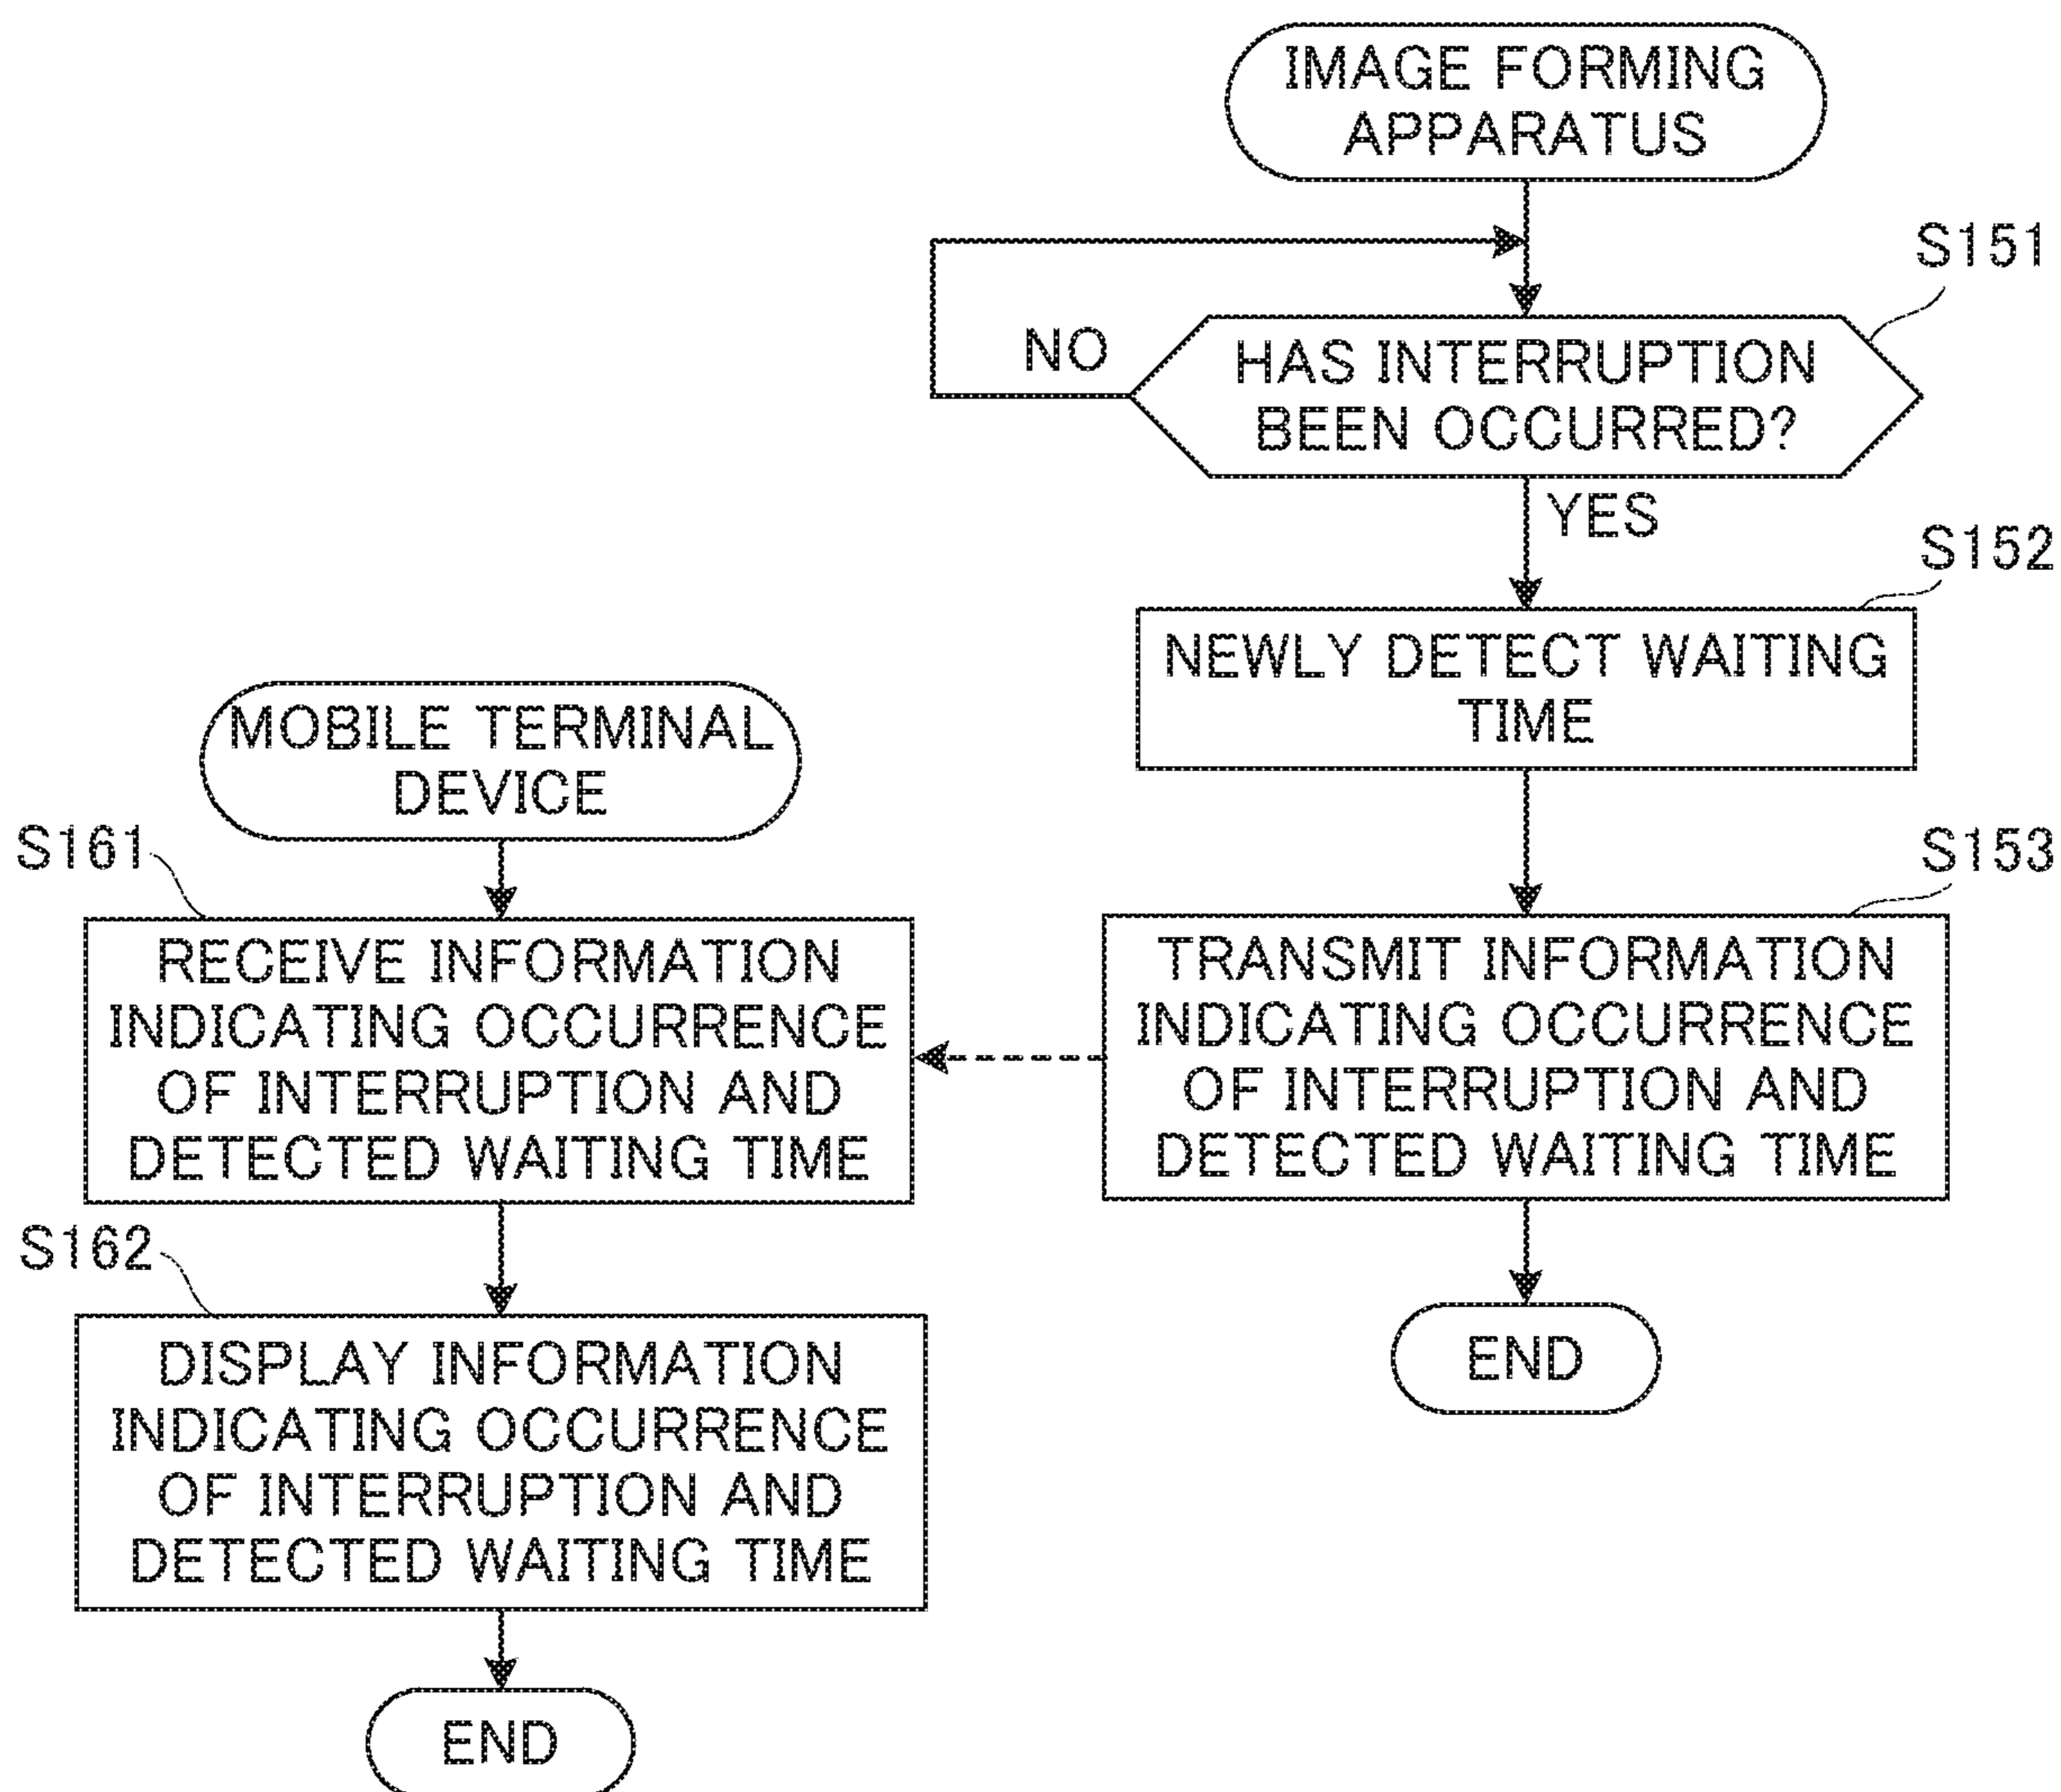 IMAGE FORMING
APPARATUS
S151
NO
HAS INTERRUPTION
BEEN OCCURRED?
YES
S152
NEWLY DETECT WAITING
TIME
MOBILE TERMINAL
DEVICE
S161
S153
RECEIVE INFORMATION
INDICATING OCCURRENCE
OF INTERRUPTION AND
DETECTED WAITING TIME
TRANSMIT INFORMATION
INDICATING OCCURRENCE
OF INTERRUPTION AND
DETECTED WAITING TIME
S162
DISPLAY INFORMATION
INDICATING OCCURRENCE
OF INTERRUPTION AND
DETECTED WAITING TIME
END
END